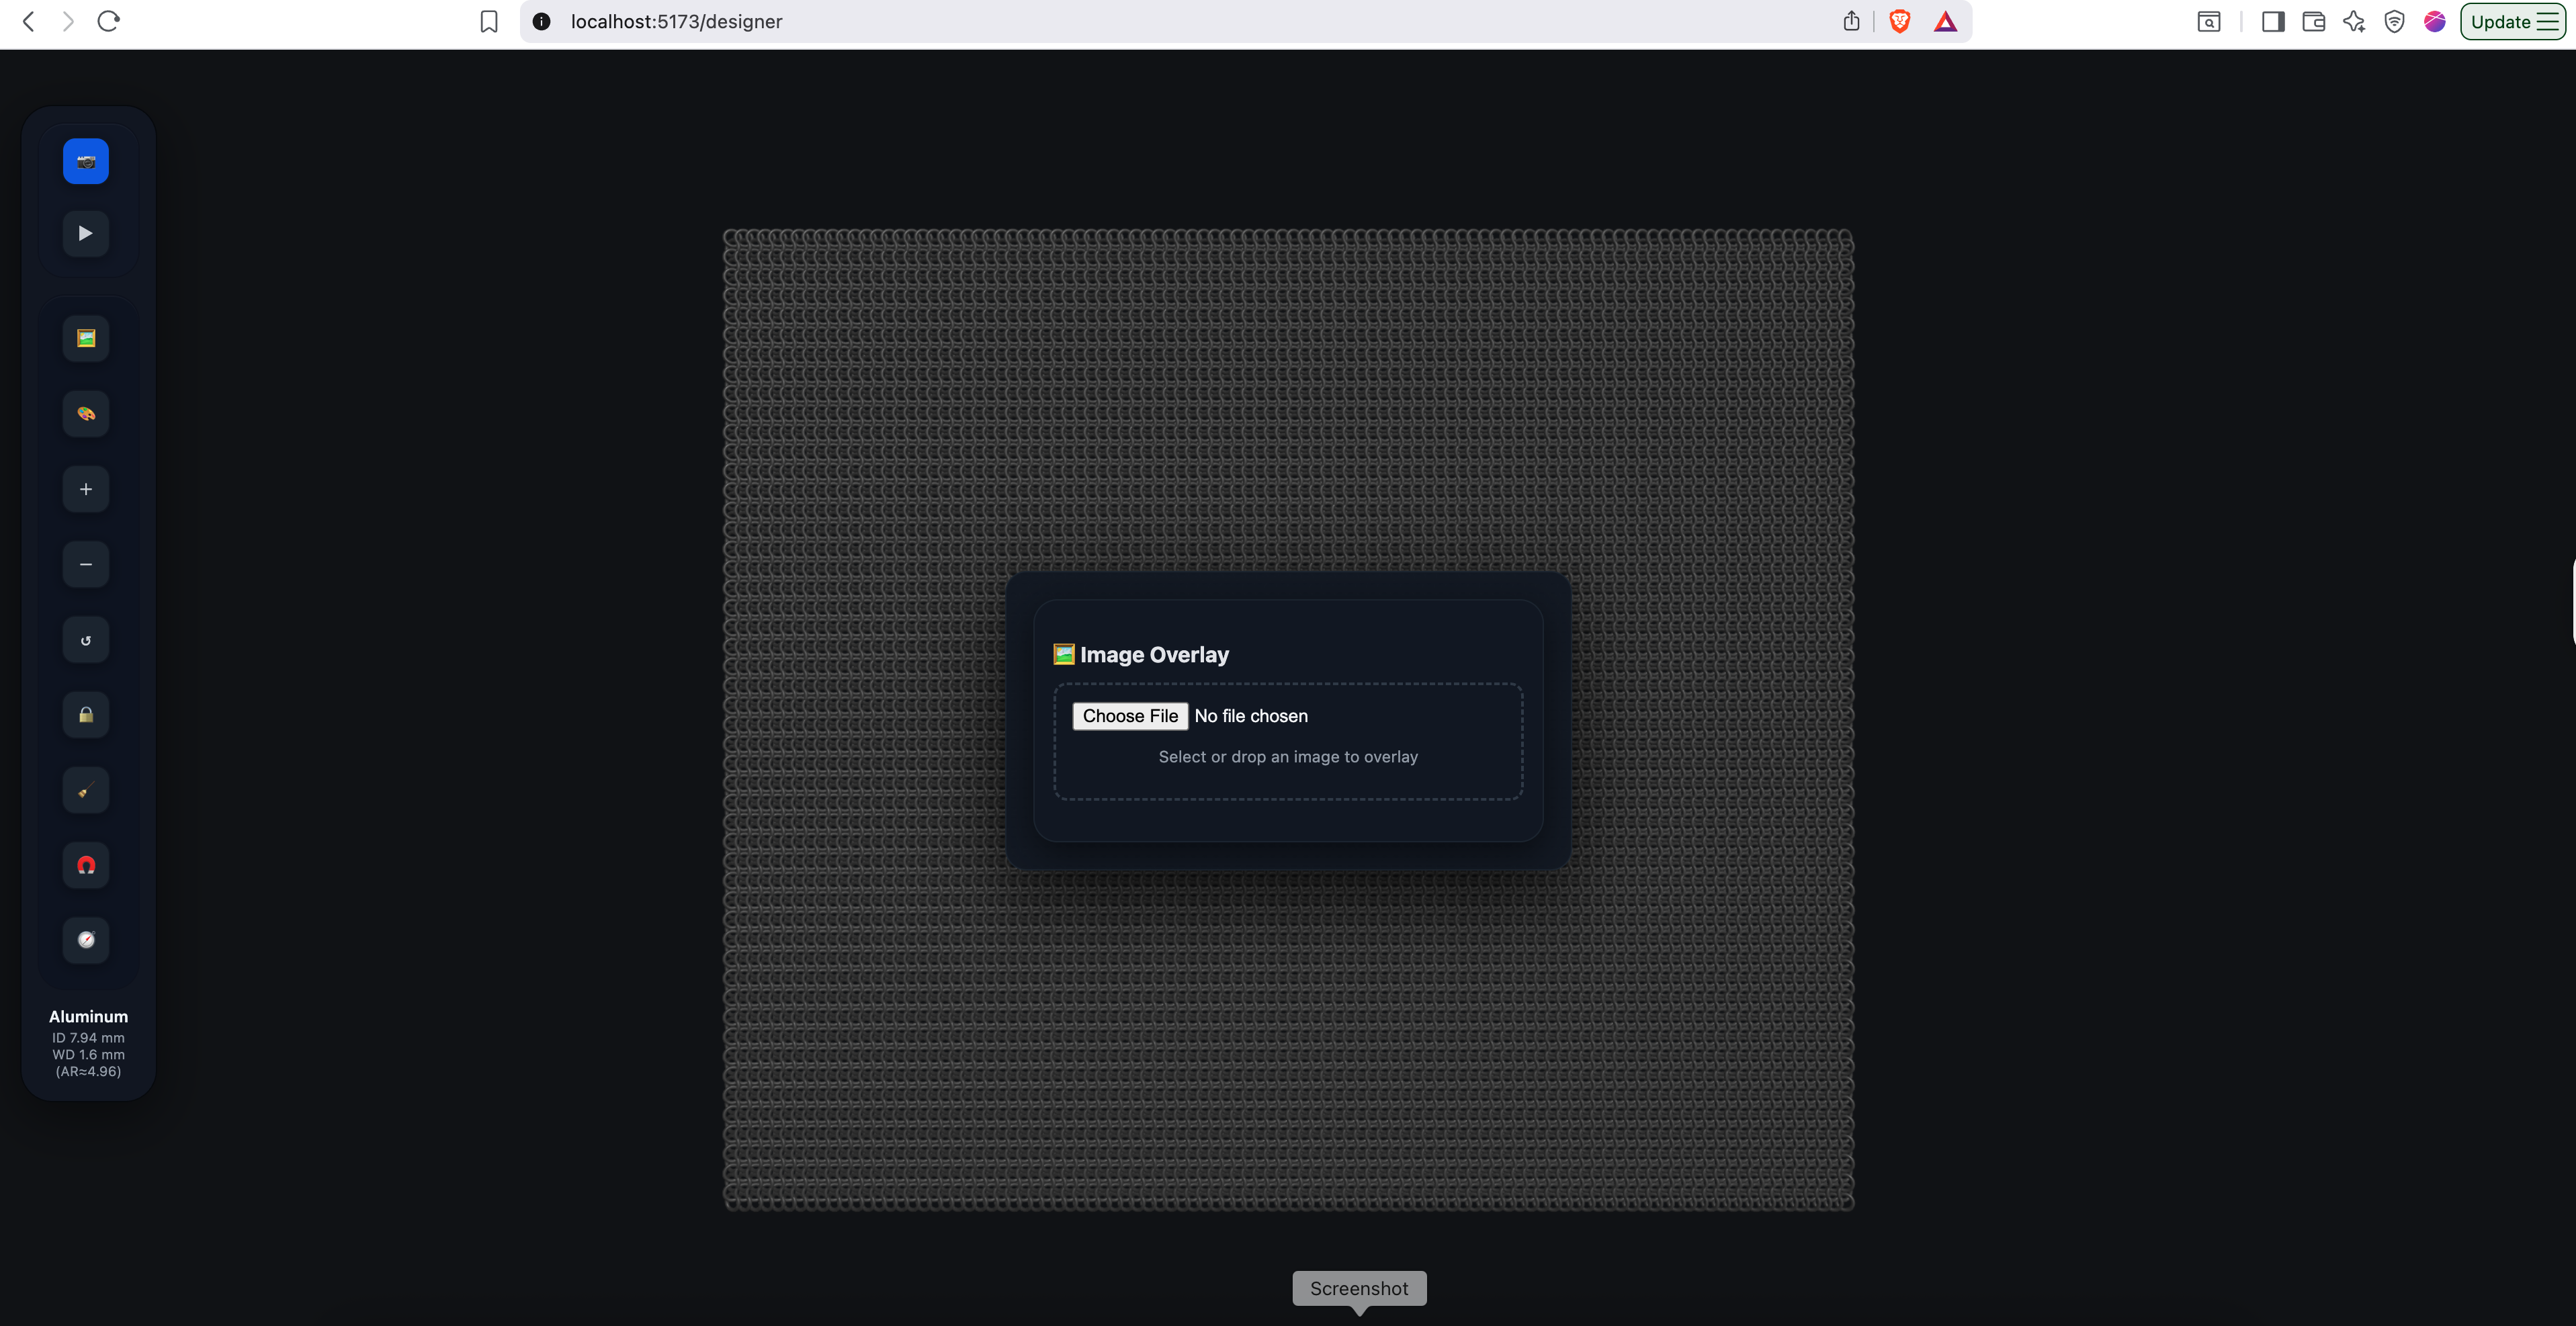 localhost:5173/designer
Update
Image Overlay
Choose File No file chosen
Select or drop an image to overlay
Aluminum
ID 7.94 mm
WD 1.6 mm
(AR≈4.96)
Screenshot